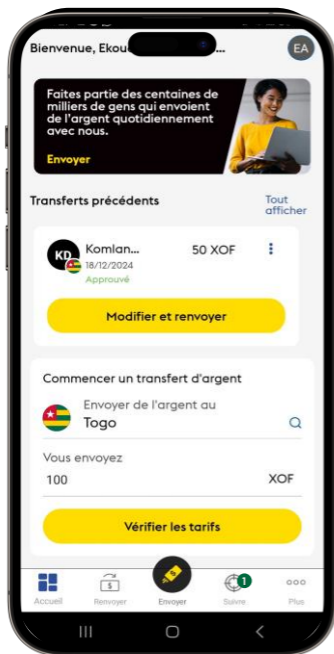 Bienvenue, Ekou ...
EA
Faites partie des centaines de
milliers de gens qui envoient
de l'argent quotidiennement
avec nous.
Envoyer
Transferts précédents
Tout
afficher
KD
Komlan...
50 XOF
18/12/2024
Approuvé
Modifier et renvoyer
Commencer un transfert d'argent
Envoyer de l'argent au
Togo
Vous envoyez
100
XOF
Vérifier les tarifs
1
Accueil
Renvoyer
Envoyer
Suivre
Plus